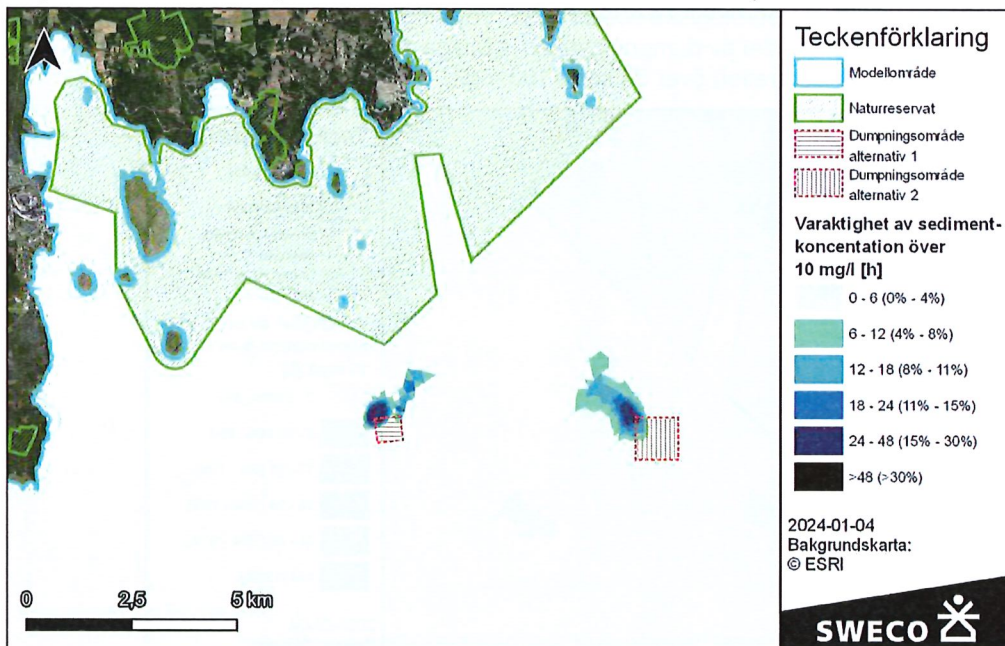 Teckenförklaring
Modellområde
Naturreservat
Dumpningsområde
alternativ 1
Dumpningsområde
alternativ 2
Varaktighet av sediment-
koncentation över
10 mg/l [h]
0 - 6 (0% - 4%)
6 - 12 (4% - 8%)
12 - 18 (8% - 11%)
18 - 24 (11% - 15%)
24 - 48 (15% - 30%)
>48 (>30%)
2024-01-04
Bakgrundskarta:
© ESRI
0 2,5 5 km
SWECO